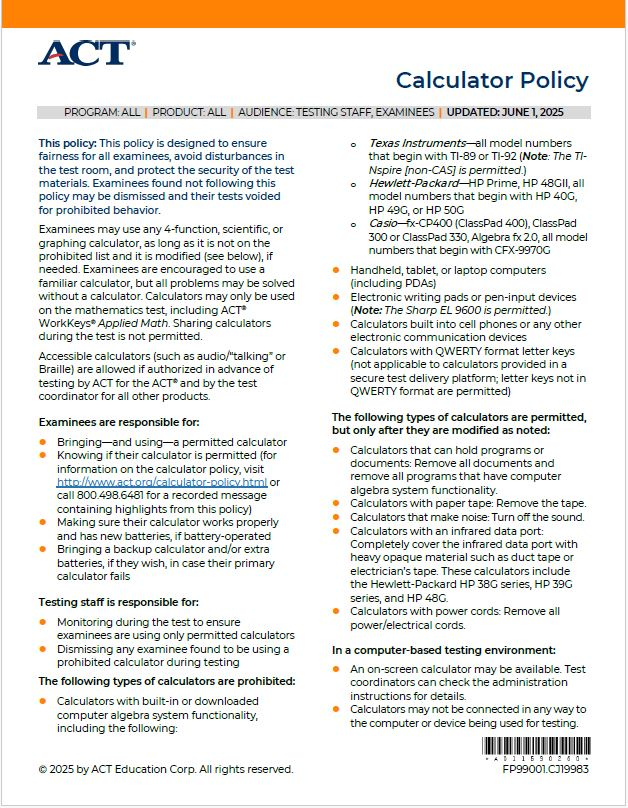 ACT®
Calculator Policy
PROGRAM: ALL | PRODUCT: ALL | AUDIENCE: TESTING STAFF, EXAMINEES | UPDATED: JUNE 1, 2025
This policy: This policy is designed to ensure
fairness for all examinees, avoid disturbances in
the test room, and protect the security of the test
materials. Examinees found not following this
policy may be dismissed and their tests voided
for prohibited behavior.
Examinees may use any 4-function, scientific, or
graphing calculator, as long as it is not on the
prohibited list and it is modified (see below), if
needed. Examinees are encouraged to use a
familiar calculator, but all problems may be solved
without a calculator. Calculators may only be used
on the mathematics test, including ACT®
WorkKeys® Applied Math. Sharing calculators
during the test is not permitted.
Accessible calculators (such as audio/“talking” or
Braille) are allowed if authorized in advance of
testing by ACT for the ACT® and by the test
coordinator for all other products.
Examinees are responsible for:
● Bringing—and using—a permitted calculator
● Knowing if their calculator is permitted (for
information on the calculator policy, visit
http://www.act.org/calculator-policy.html or
call 800.498.6481 for a recorded message
containing highlights from this policy)
● Making sure their calculator works properly
and has new batteries, if battery-operated
● Bringing a backup calculator and/or extra
batteries, if they wish, in case their primary
calculator fails
Testing staff is responsible for:
● Monitoring during the test to ensure
examinees are using only permitted calculators
● Dismissing any examinee found to be using a
prohibited calculator during testing
The following types of calculators are prohibited:
● Calculators with built-in or downloaded
computer algebra system functionality,
including the following:
o Texas Instruments—all model numbers
that begin with TI-89 or TI-92 (Note: The TI-
Nspire [non-CAS] is permitted.)
o Hewlett-Packard—HP Prime, HP 48GII, all
model numbers that begin with HP 40G,
HP 49G, or HP 50G
o Casio—fx-CP400 (ClassPad 400), ClassPad
300 or ClassPad 330, Algebra fx 2.0, all model
numbers that begin with CFX-9970G
● Handheld, tablet, or laptop computers
(including PDAs)
● Electronic writing pads or pen-input devices
(Note: The Sharp EL 9600 is permitted.)
● Calculators built into cell phones or any other
electronic communication devices
● Calculators with QWERTY format letter keys
(not applicable to calculators provided in a
secure test delivery platform; letter keys not in
QWERTY format are permitted)
The following types of calculators are permitted,
but only after they are modified as noted:
● Calculators that can hold programs or
documents: Remove all documents and
remove all programs that have computer
algebra system functionality.
● Calculators with paper tape: Remove the tape.
● Calculators that make noise: Turn off the sound.
● Calculators with an infrared data port:
Completely cover the infrared data port with
heavy opaque material such as duct tape or
electrician’s tape. These calculators include
the Hewlett-Packard HP 38G series, HP 39G
series, and HP 48G.
● Calculators with power cords: Remove all
power/electrical cords.
In a computer-based testing environment:
● An on-screen calculator may be available. Test
coordinators can check the administration
instructions for details.
● Calculators may not be connected in any way to
the computer or device being used for testing.
*A011590260*
© 2025 by ACT Education Corp. All rights reserved.
FP99001.CJ19983